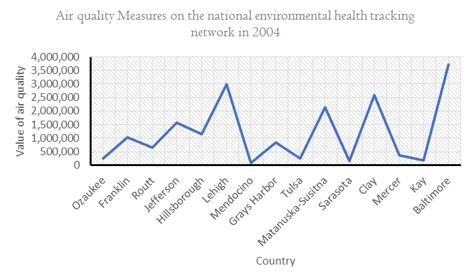 Air quality Measures on the national environmental health tracking
network in 2004
Value of air quality
4,000,000
3,500,000
3,000,000
2,500,000
2,000,000
1,500,000
1,000,000
500,000
0
Ozaukee
Franklin
Routt
Jefferson
Hillsborough
Lehigh
Mendocino
Grays Harbor
Tulsa
Matanuska-Susitna
Sarasota
Clay
Mercer
Kay
Baltimore
Country